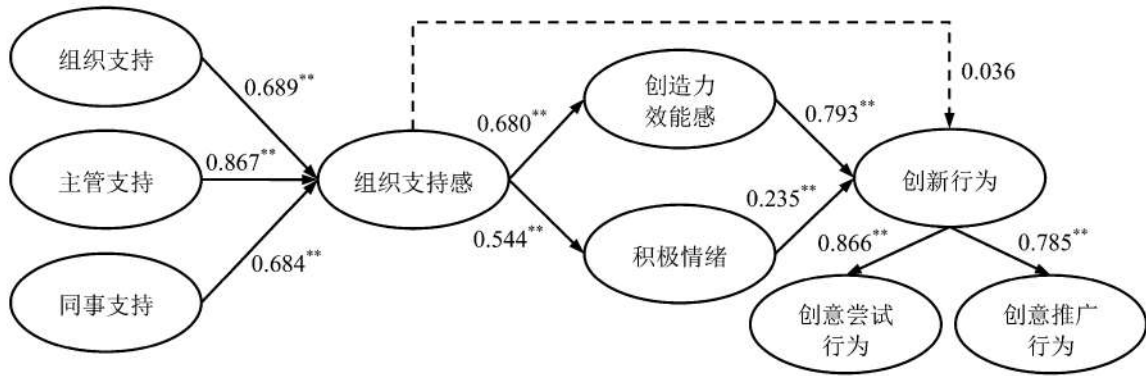 组织支持
0.689**
主管支持
0.867**
同事支持
0.684**
组织支持感
0.680**
0.544**
创造力
效能感
积极情绪
0.793**
0.235**
0.036
创新行为
0.866**
0.785**
创意尝试
行为
创意推广
行为